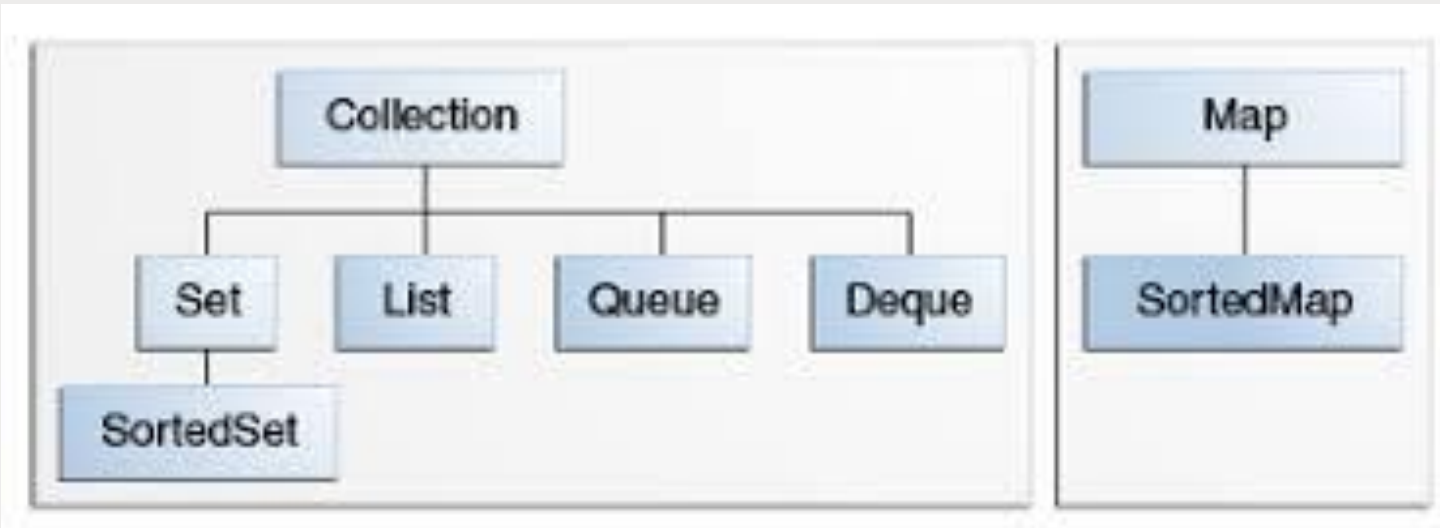 Collection
Map
Set
List
Queue
Deque
SortedMap
SortedSet